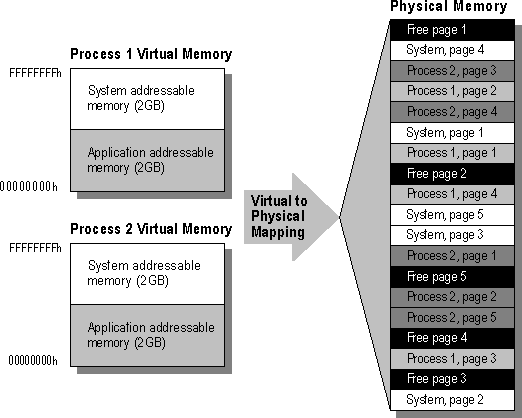 Process 1 Virtual Memory
FFFFFFFFh
System addressable
memory (2GB)
Application addressable
memory (2GB)
00000000h
Process 2 Virtual Memory
FFFFFFFFh
System addressable
memory (2GB)
Application addressable
memory (2GB)
00000000h
Virtual to
Physical
Mapping
Physical Memory
Free page 1
System, page 4
Process 2, page 3
Process 1, page 2
Process 2, page 4
System, page 1
Process 1, page 1
Free page 2
Process 1, page 4
System, page 5
System, page 3
Process 2, page 1
Free page 5
Process 2, page 2
Process 2, page 5
Free page 4
Process 1, page 3
Free page 3
System, page 2